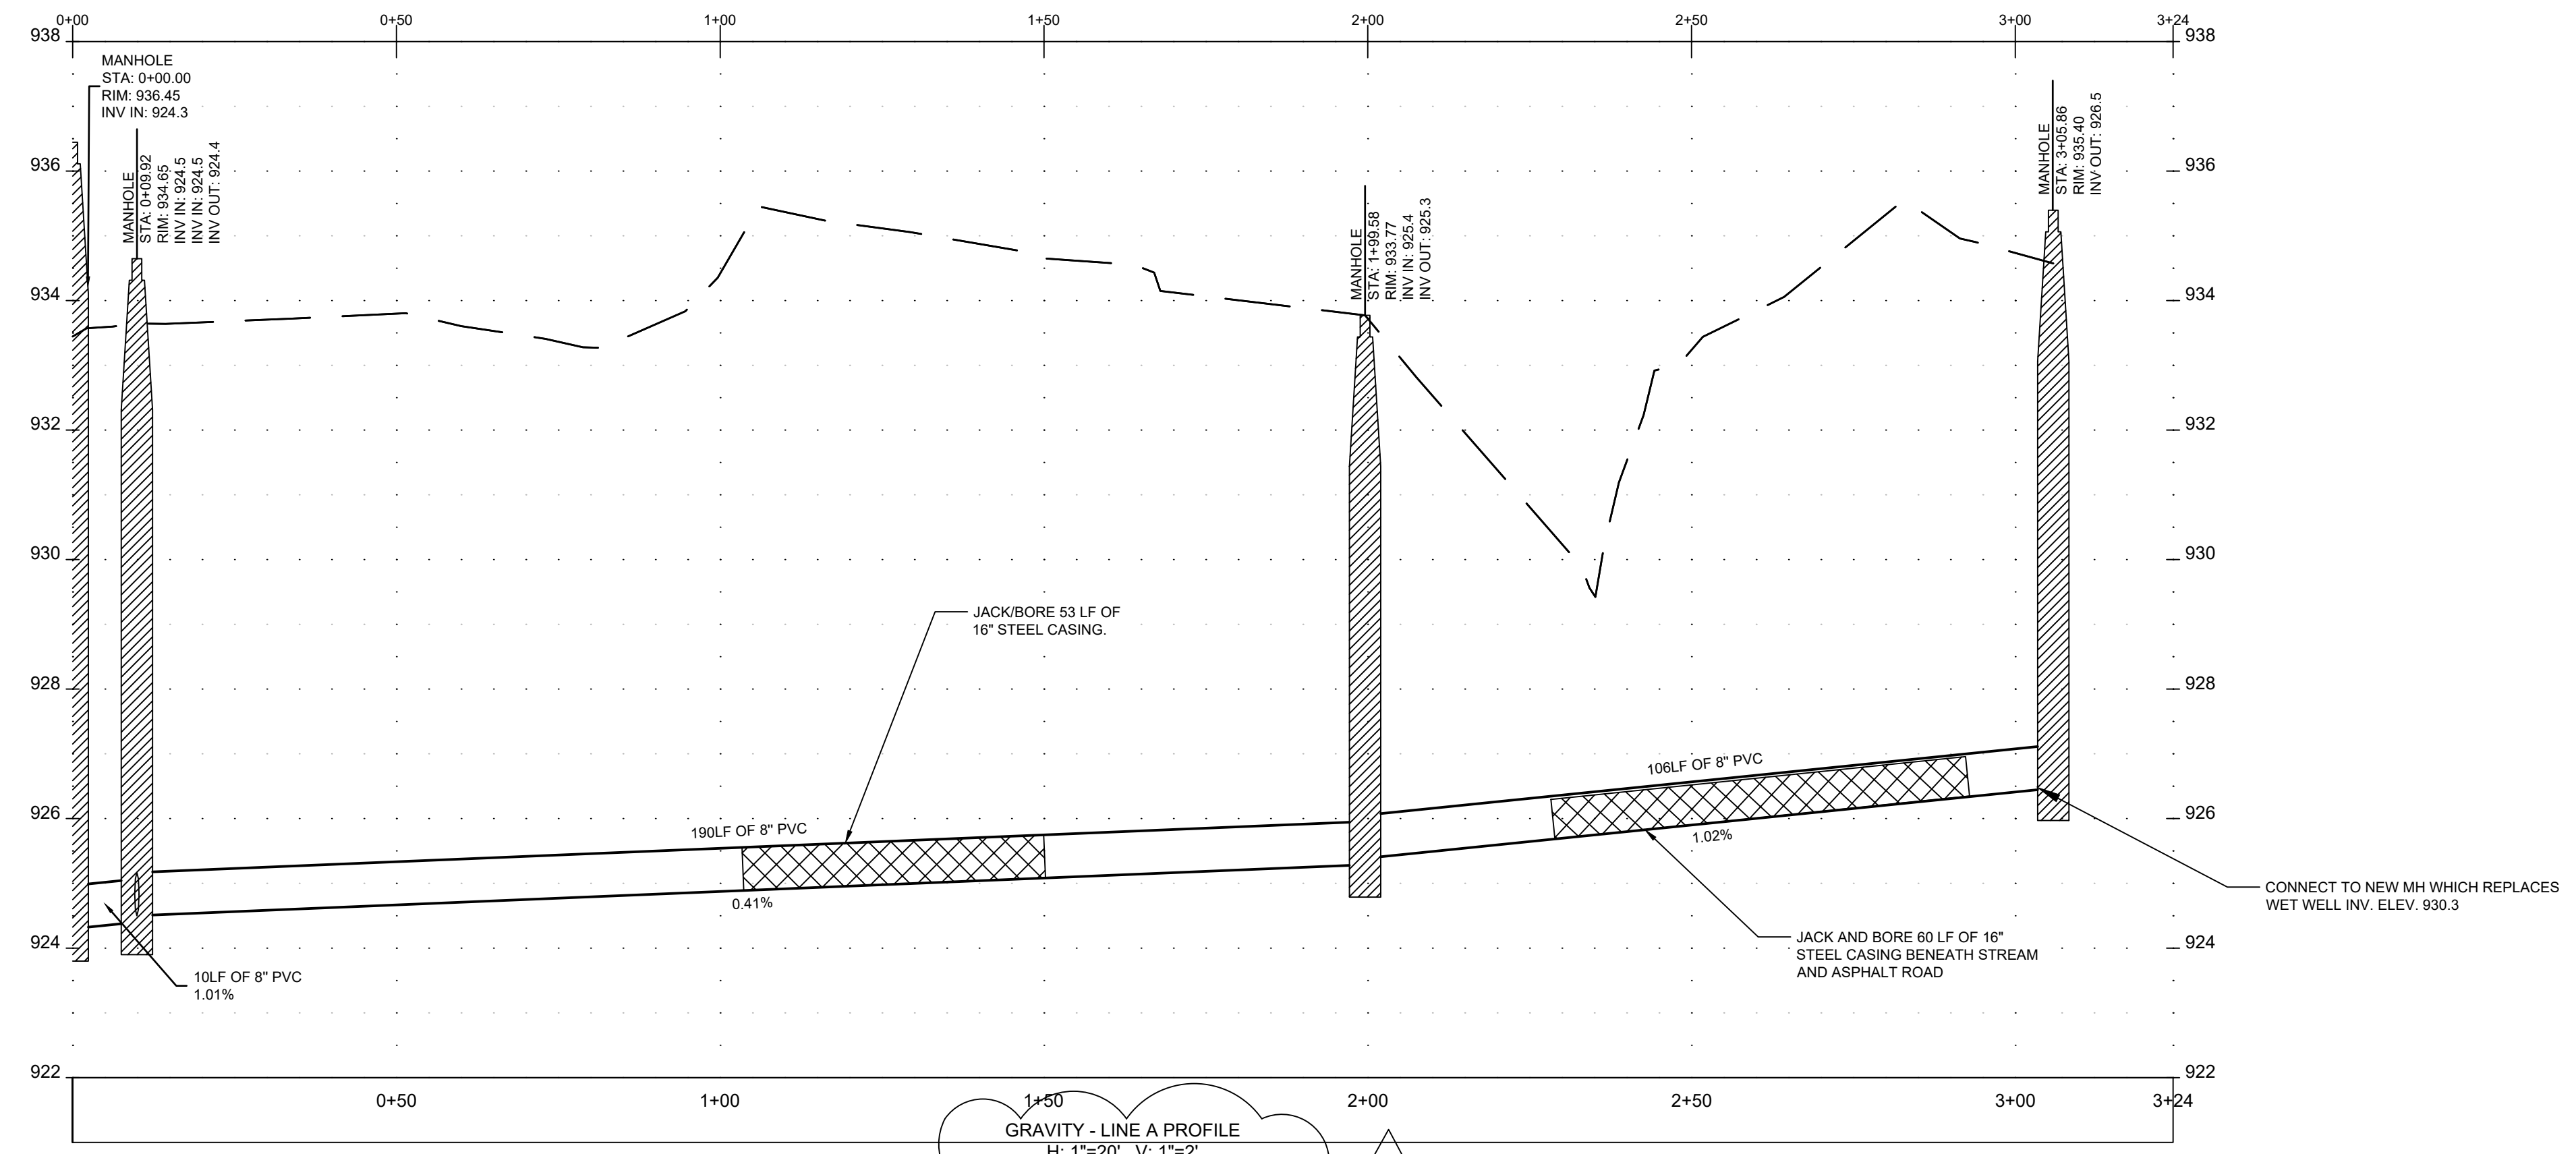 0+00
0+50
1+00
1+50
2+00
2+50
3+00
3+24
938
938
MANHOLE
STA: 0+00.00
RIM: 936.45
INV IN: 924.3
MANHOLE
STA: 0+09.92
RIM: 934.65
INV IN: 924.5
INV IN: 924.5
INV OUT: 924.4
MANHOLE
STA: 1+99.58
RIM: 933.77
INV IN: 925.4
INV OUT: 925.3
MANHOLE
STA: 3+05.86
RIM: 935.40
INV OUT: 926.5
936
936
934
934
932
932
930
930
JACK/BORE 53 LF OF
16" STEEL CASING.
928
928
106LF OF 8" PVC
926
926
190LF OF 8" PVC
1.02%
0.41%
CONNECT TO NEW MH WHICH REPLACES
WET WELL INV. ELEV. 930.3
924
924
JACK AND BORE 60 LF OF 16"
STEEL CASING BENEATH STREAM
AND ASPHALT ROAD
10LF OF 8" PVC
1.01%
922
922
0+50
1+00
1+50
2+00
2+50
3+00
3+24
GRAVITY - LINE A PROFILE
H: 1"=20' V: 1"=2'